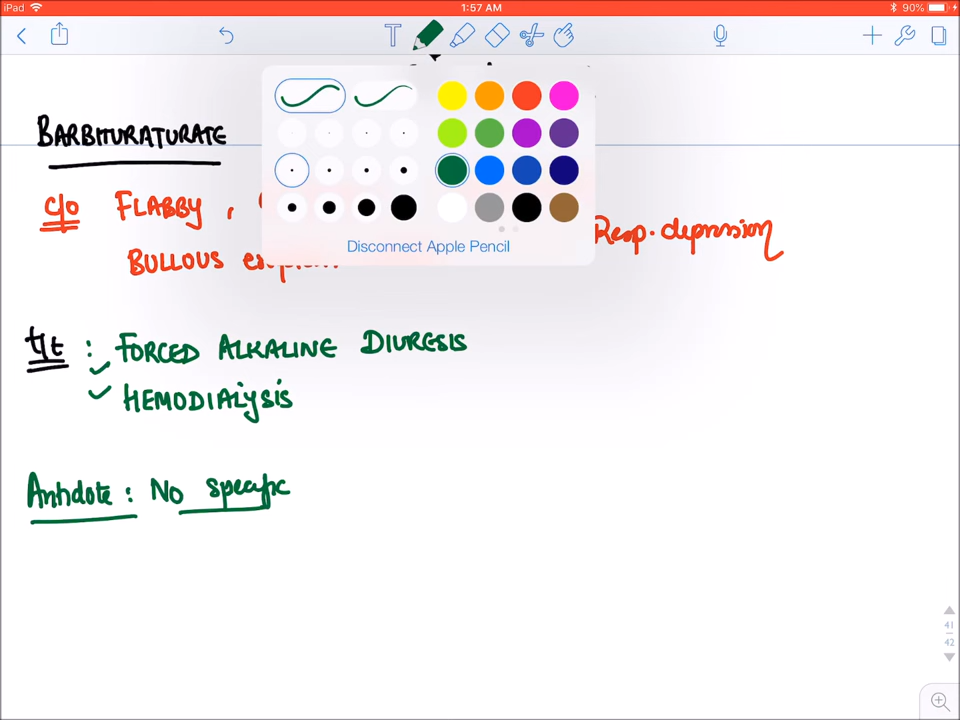 iPad 1:57 AM 90%
T
BARBITURATURATE
c/o FLABBY ,
Resp. depression
BULLOUS
Disconnect Apple Pencil
t/t : FORCED ALKALINE DIURESIS
HEMODIALYSIS
Antidote : No specific
41
42